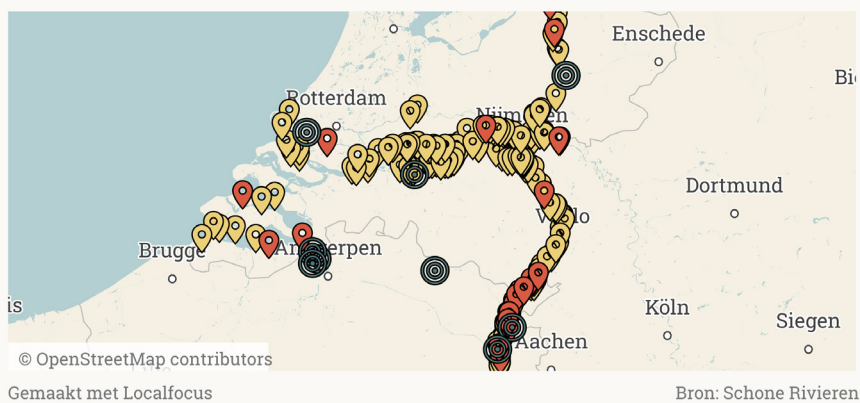 Enschede
Rotterdam
Dortmund
Brugge
Köln
Siegen
Aachen
© OpenStreetMap contributors
Gemaakt met Localfocus
Bron: Schone Rivieren